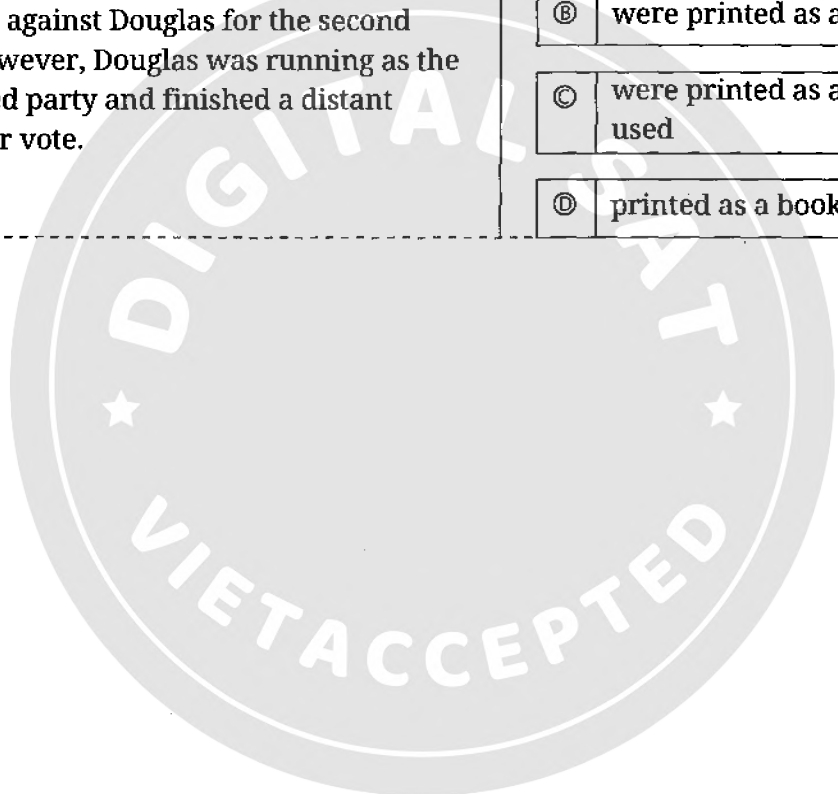 against Douglas for the second
wever, Douglas was running as the
d party and finished a distant
r vote.
Ⓑ were printed as a
Ⓒ were printed as a
used
Ⓓ printed as a book
DIGITAL SAT
VIETACCEPTED